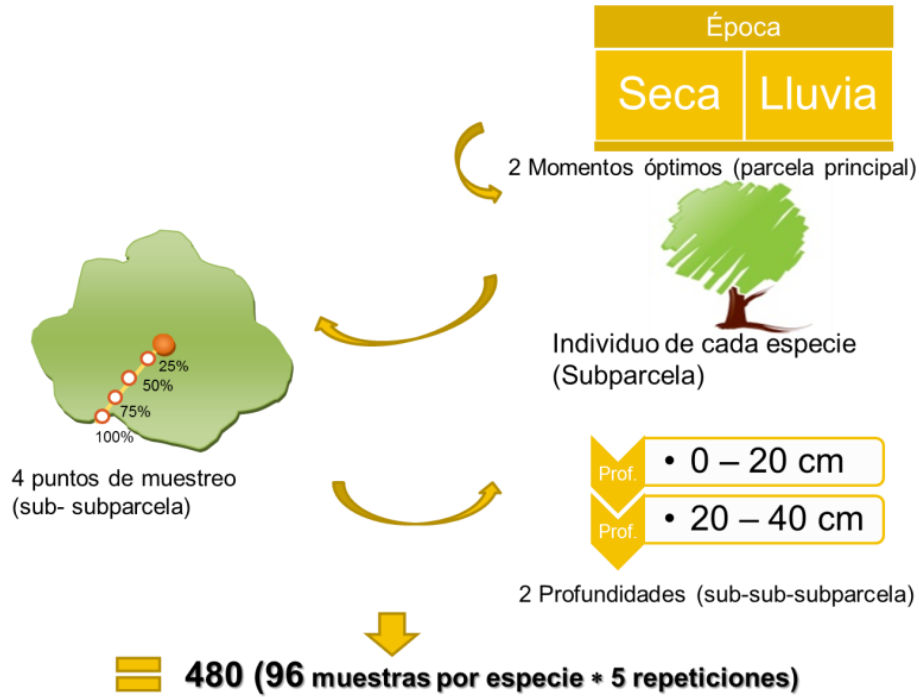 Época
Seca Lluvia
2 Momentos óptimos (parcela principal)
Individuo de cada especie
(Subparcela)
25%
50%
75%
100%
4 puntos de muestreo
(sub- subparcela)
Prof. • 0 – 20 cm
Prof. • 20 – 40 cm
2 Profundidades (sub-sub-subparcela)
= 480 (96 muestras por especie * 5 repeticiones)